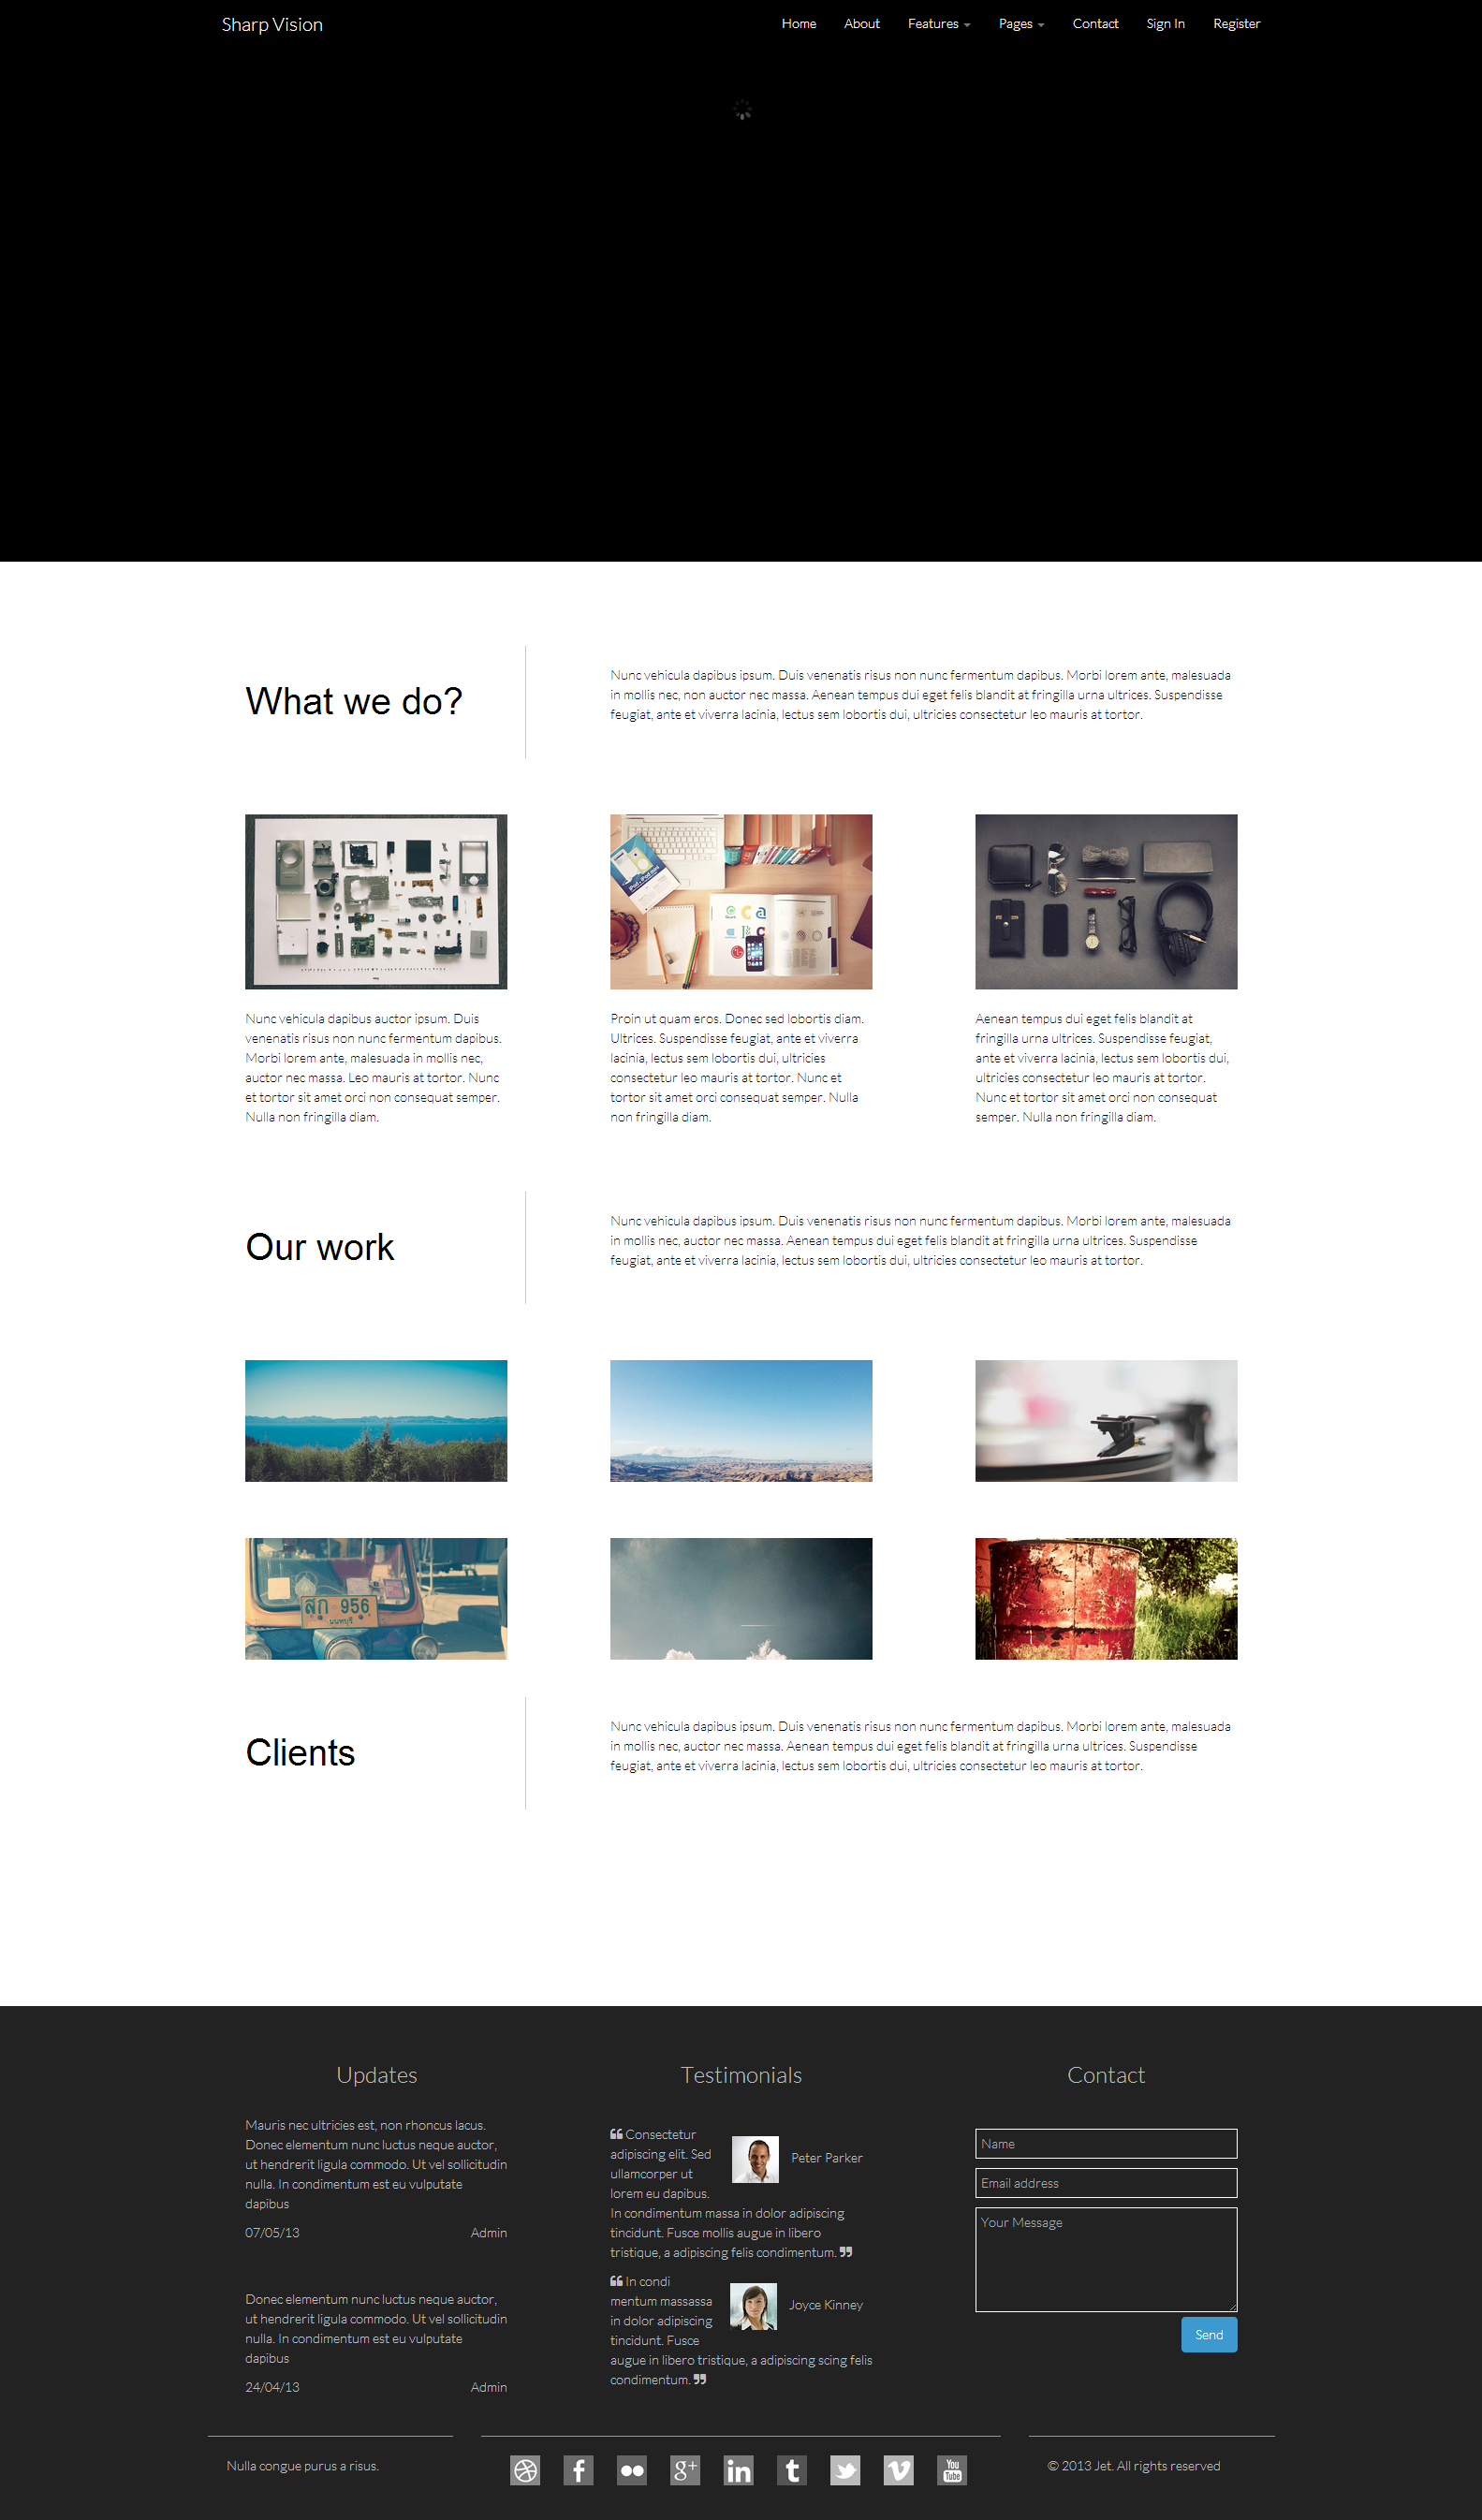 Sharp Vision
Home About Features Pages Contact Sign In Register
What we do?
Nunc vehicula dapibus ipsum. Duis venenatis risus non nunc fermentum dapibus. Morbi lorem ante, malesuada
in mollis nec, non auctor nec massa. Aenean tempus dui eget felis blandit at fringilla urna ultrices. Suspendisse
feugiat, ante et viverra lacinia, lectus sem lobortis dui, ultricies consectetur leo mauris at tortor.
Nunc vehicula dapibus auctor ipsum. Duis
venenatis risus non nunc fermentum dapibus.
Morbi lorem ante, malesuada in mollis nec,
auctor nec massa. Leo mauris at tortor. Nunc
et tortor sit amet orci non consequat semper.
Nulla non fringilla diam.
Proin ut quam eros. Donec sed lobortis diam.
Ultrices. Suspendisse feugiat, ante et viverra
lacinia, lectus sem lobortis dui, ultricies
consectetur leo mauris at tortor. Nunc et
tortor sit amet orci non consequat semper. Nulla
non fringilla diam.
Aenean tempus dui eget felis blandit at
fringilla urna ultrices. Suspendisse feugiat,
ante et viverra lacinia, lectus sem lobortis dui,
ultricies consectetur leo mauris at tortor.
Nunc et tortor sit amet orci non consequat
semper. Nulla non fringilla diam.
Our work
Nunc vehicula dapibus ipsum. Duis venenatis risus non nunc fermentum dapibus. Morbi lorem ante, malesuada
in mollis nec, auctor nec massa. Aenean tempus dui eget felis blandit at fringilla urna ultrices. Suspendisse
feugiat, ante et viverra lacinia, lectus sem lobortis dui, ultricies consectetur leo mauris at tortor.
สถ 956
นนทบุรี
Clients
Nunc vehicula dapibus ipsum. Duis venenatis risus non nunc fermentum dapibus. Morbi lorem ante, malesuada
in mollis nec, auctor nec massa. Aenean tempus dui eget felis blandit at fringilla urna ultrices. Suspendisse
feugiat, ante et viverra lacinia, lectus sem lobortis dui, ultricies consectetur leo mauris at tortor.
Updates
Mauris nec ultricies est, non rhoncus lacus.
Donec elementum nunc luctus neque auctor,
ut hendrerit ligula commodo. Ut vel sollicitudin
nulla. In condimentum est eu vulputate
dapibus
07/05/13 Admin
Donec elementum nunc luctus neque auctor,
ut hendrerit ligula commodo. Ut vel sollicitudin
nulla. In condimentum est eu vulputate
dapibus
24/04/13 Admin
Testimonials
❝ Consectetur
adipiscing elit. Sed
ullamcorper ut
lorem eu dapibus.
Peter Parker
In condimentum massa in dolor adipiscing
tincidunt. Fusce mollis augue in libero
tristique, a adipiscing felis condimentum. ❞
❝ In condi
mentum massassa
in dolor adipiscing
tincidunt. Fusce
Joyce Kinney
augue in libero tristique, a adipiscing scing felis
condimentum. ❞
Contact
Name
Email address
Your Message
Send
Nulla congue purus a risus.
f g+ in t v You Tube
© 2013 Jet. All rights reserved